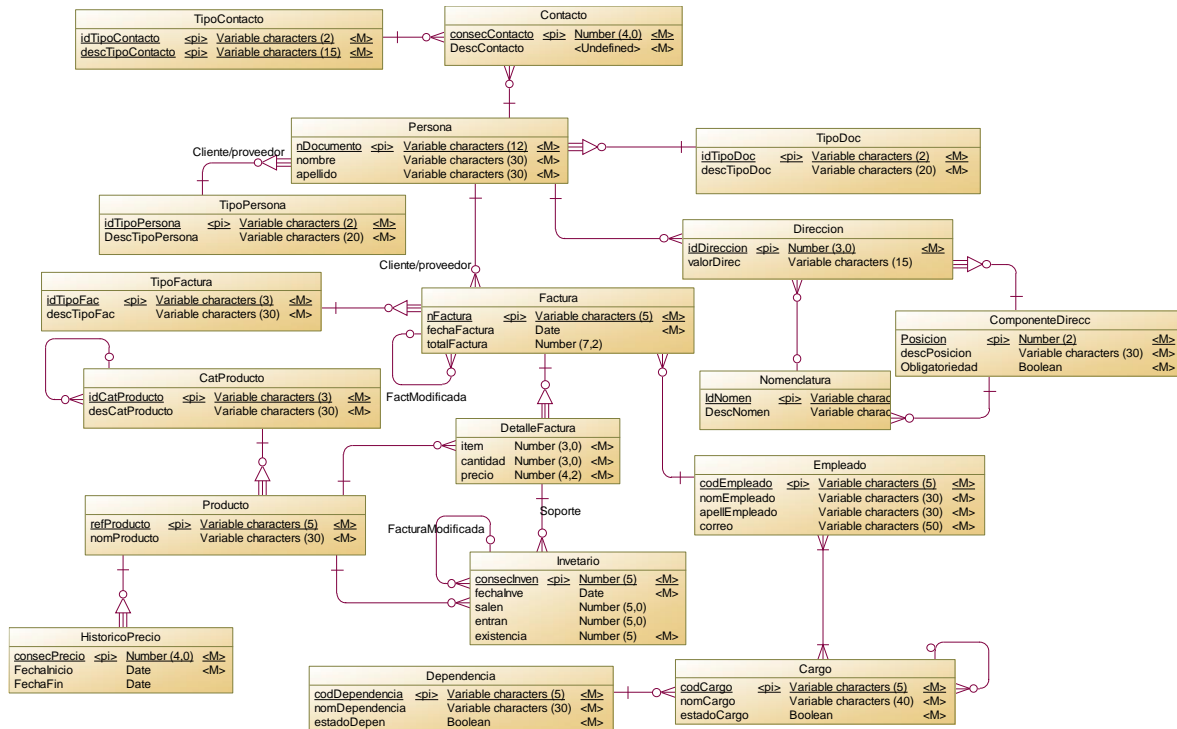 TipoContacto
idTipoContacto <pi> Variable characters (2) <M>
descTipoContacto <pi> Variable characters (15) <M>
Contacto
consecContacto <pi> Number (4,0) <M>
DescContacto <Undefined> <M>
Persona
nDocumento <pi> Variable characters (12) <M>
nombre Variable characters (30) <M>
apellido Variable characters (30) <M>
Cliente/proveedor
TipoDoc
idTipoDoc <pi> Variable characters (2) <M>
descTipoDoc Variable characters (20) <M>
TipoPersona
idTipoPersona <pi> Variable characters (2) <M>
DescTipoPersona Variable characters (20) <M>
Direccion
idDireccion <pi> Number (3,0) <M>
valorDirec Variable characters (15)
Cliente/proveedor
TipoFactura
idTipoFac <pi> Variable characters (3) <M>
descTipoFac Variable characters (30) <M>
Factura
nFactura <pi> Variable characters (5) <M>
fechaFactura Date <M>
totalFactura Number (7,2)
FactModificada
ComponenteDirecc
Posicion <pi> Number (2) <M>
descPosicion Variable characters (30) <M>
Obligatoriedad Boolean <M>
CatProducto
idCatProducto <pi> Variable characters (3) <M>
desCatProducto Variable characters (30) <M>
Nomenclatura
IdNomen <pi> Variable
DescNomen Variable
DetalleFactura
item Number (3,0) <M>
cantidad Number (3,0) <M>
precio Number (4,2) <M>
Empleado
codEmpleado <pi> Variable characters (5) <M>
nomEmpleado Variable characters (30) <M>
apellEmpleado Variable characters (30) <M>
correo Variable characters (50) <M>
Producto
refProducto <pi> Variable characters (5) <M>
nomProducto Variable characters (30) <M>
Soporte
FacturaModificada
Invetario
consecInven <pi> Number (5) <M>
fechaInve Date <M>
salen Number (5,0)
entran Number (5,0)
existencia Number (5) <M>
HistoricoPrecio
consecPrecio <pi> Number (4,0) <M>
FechaInicio Date <M>
FechaFin Date
Dependencia
codDependencia <pi> Variable characters (5) <M>
nomDependencia Variable characters (30) <M>
estadoDepen Boolean <M>
Cargo
codCargo <pi> Variable characters (5) <M>
nomCargo Variable characters (40) <M>
estadoCargo Boolean <M>